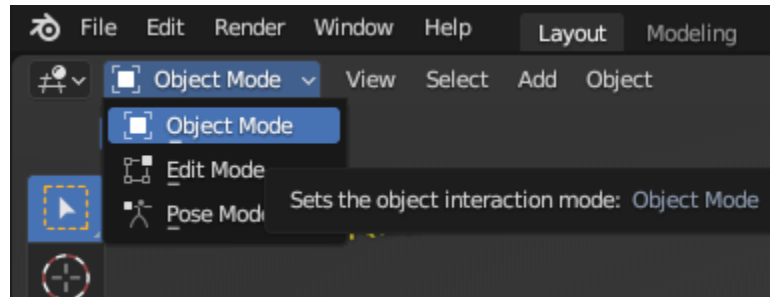 File Edit Render Window Help Layout Modeling
Object Mode View Select Add Object
Object Mode
Edit Mode
Pose Mode
Sets the object interaction mode: Object Mode